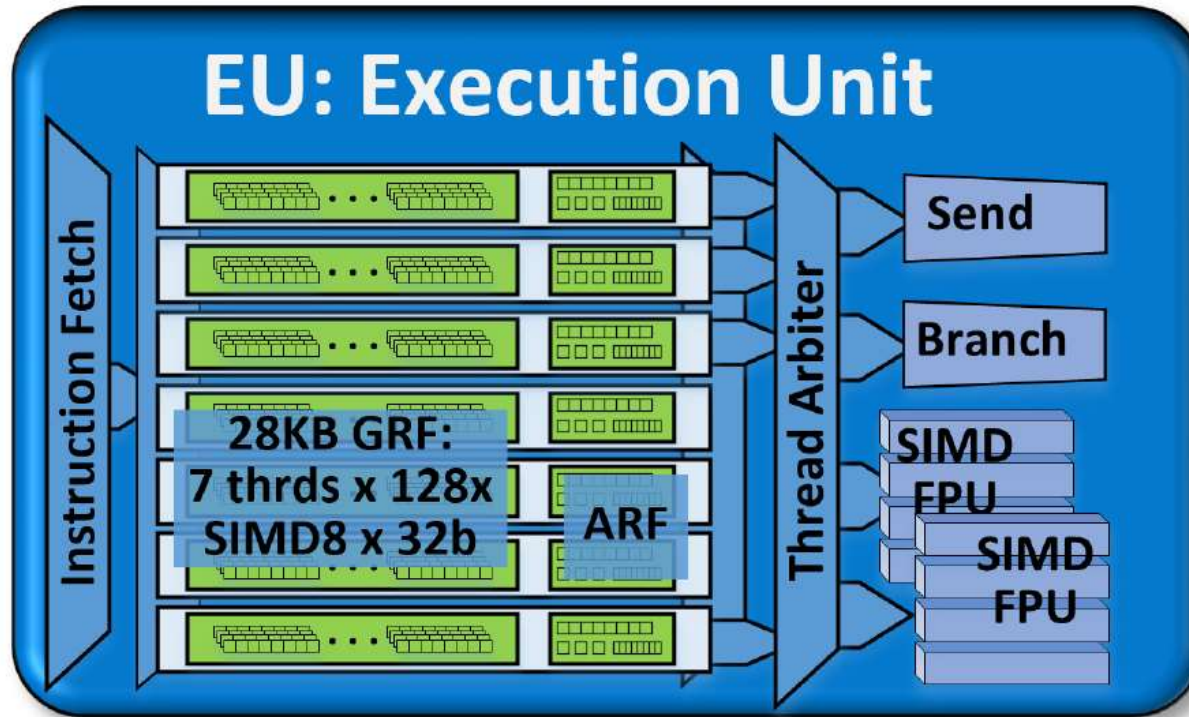 EU: Execution Unit
Instruction Fetch
28KB GRF:
7 thrds x 128x
SIMD8 x 32b
ARF
Thread Arbiter
Send
Branch
SIMD
FPU
SIMD
FPU